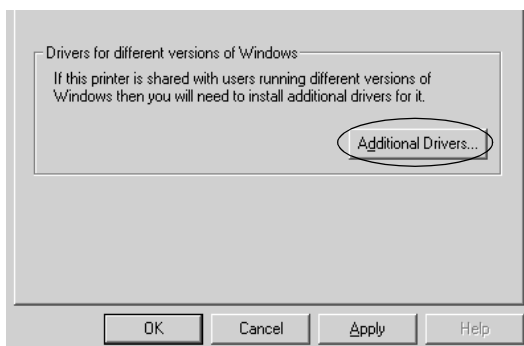 Drivers for different versions of Windows
If this printer is shared with users running different versions of
Windows then you will need to install additional drivers for it.
Additional Drivers...
OK
Cancel
Apply
Help